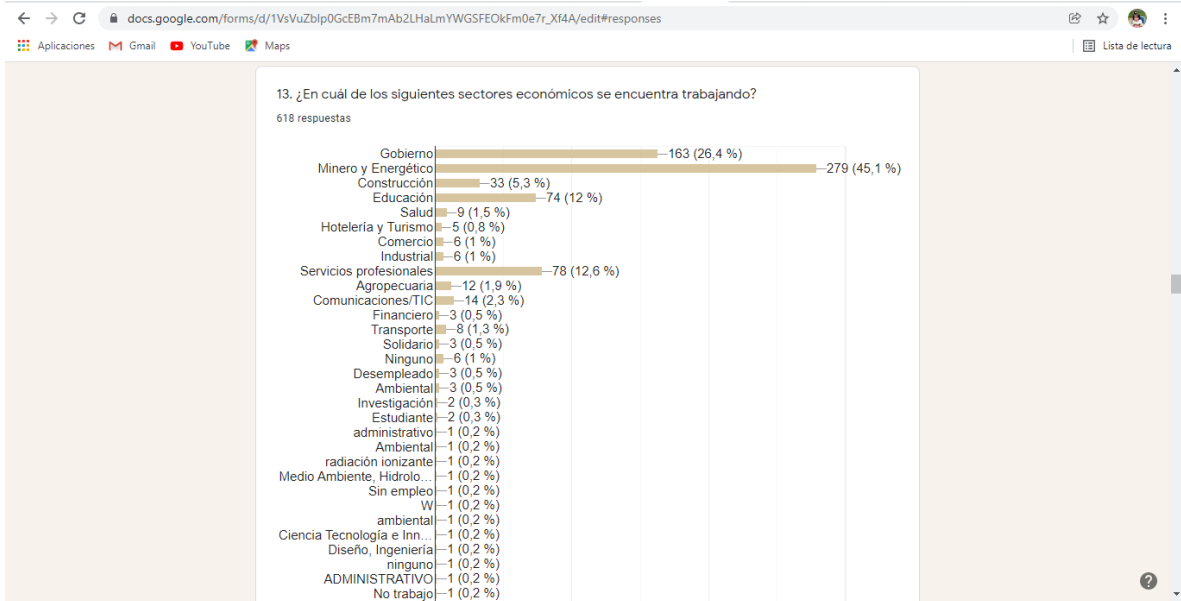 docs.google.com/forms/d/1VsVuZbIp0GcEBm7mAb2LHaLmYWGSFEOkFm0e7r_Xf4A/edit#responses
Aplicaciones Gmail YouTube Maps Lista de lectura
13. ¿En cuál de los siguientes sectores económicos se encuentra trabajando?
618 respuestas
Gobierno 163 (26,4 %)
Minero y Energético 279 (45,1 %)
Construcción 33 (5,3 %)
Educación 74 (12 %)
Salud 9 (1,5 %)
Hotelería y Turismo 5 (0,8 %)
Comercio 6 (1 %)
Industrial 6 (1 %)
Servicios profesionales 78 (12,6 %)
Agropecuaria 12 (1,9 %)
Comunicaciones/TIC 14 (2,3 %)
Financiero 3 (0,5 %)
Transporte 8 (1,3 %)
Solidario 3 (0,5 %)
Ninguno 6 (1 %)
Desempleado 3 (0,5 %)
Ambiental 3 (0,5 %)
Investigación 2 (0,3 %)
Estudiante 2 (0,3 %)
administrativo 1 (0,2 %)
Ambiental 1 (0,2 %)
radiación ionizante 1 (0,2 %)
Medio Ambiente, Hidrolo... 1 (0,2 %)
Sin empleo 1 (0,2 %)
W 1 (0,2 %)
ambiental 1 (0,2 %)
Ciencia Tecnología e Inn... 1 (0,2 %)
Diseño, Ingeniería 1 (0,2 %)
ninguno 1 (0,2 %)
ADMINISTRATIVO 1 (0,2 %)
No trabajo 1 (0,2 %)